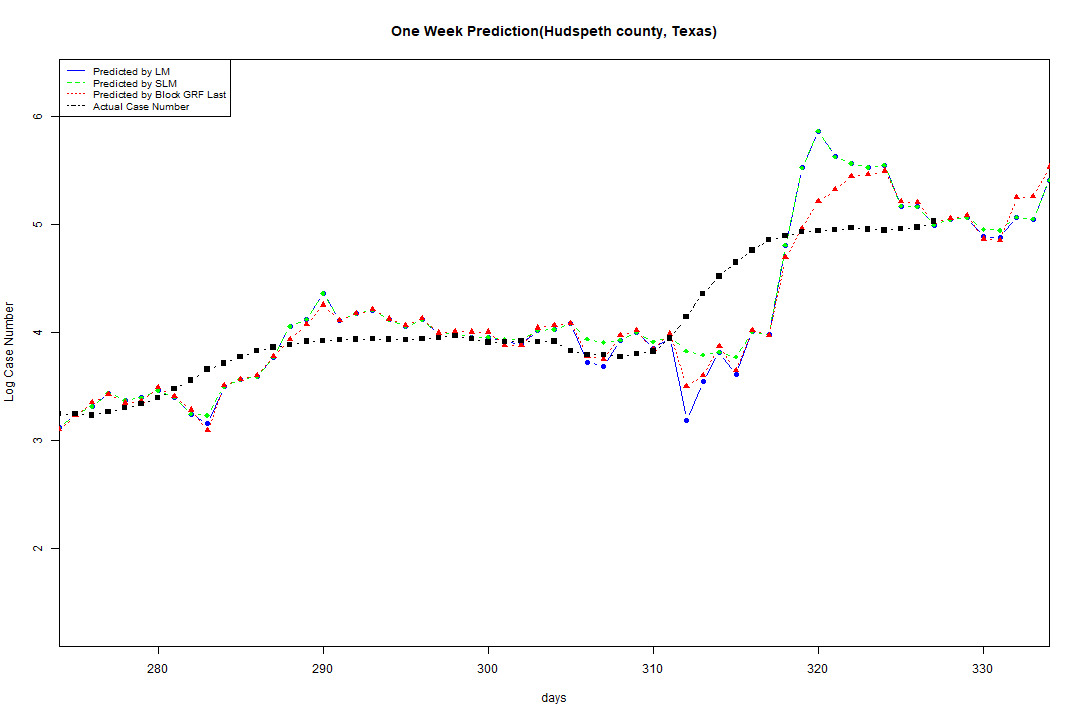 One Week Prediction(Hudspeth county, Texas)
Predicted by LM
Predicted by SLM
Predicted by Block GRF Last
Actual Case Number
6
5
4
3
2
Log Case Number
280 290 300 310 320 330
days